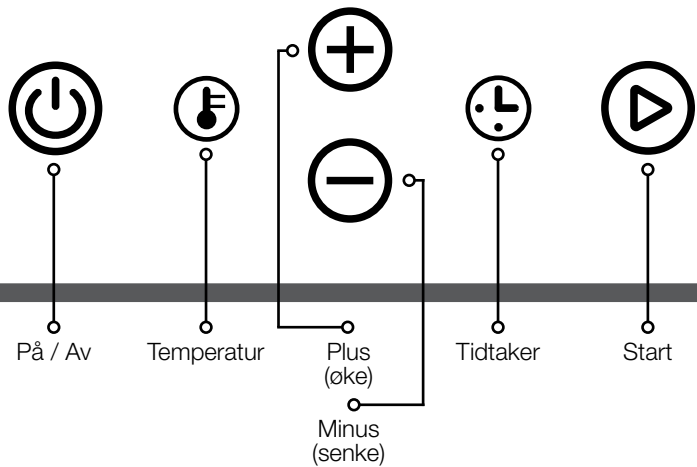 På / Av
Temperatur
Plus
(øke)
Tidtaker
Start
Minus
(senke)